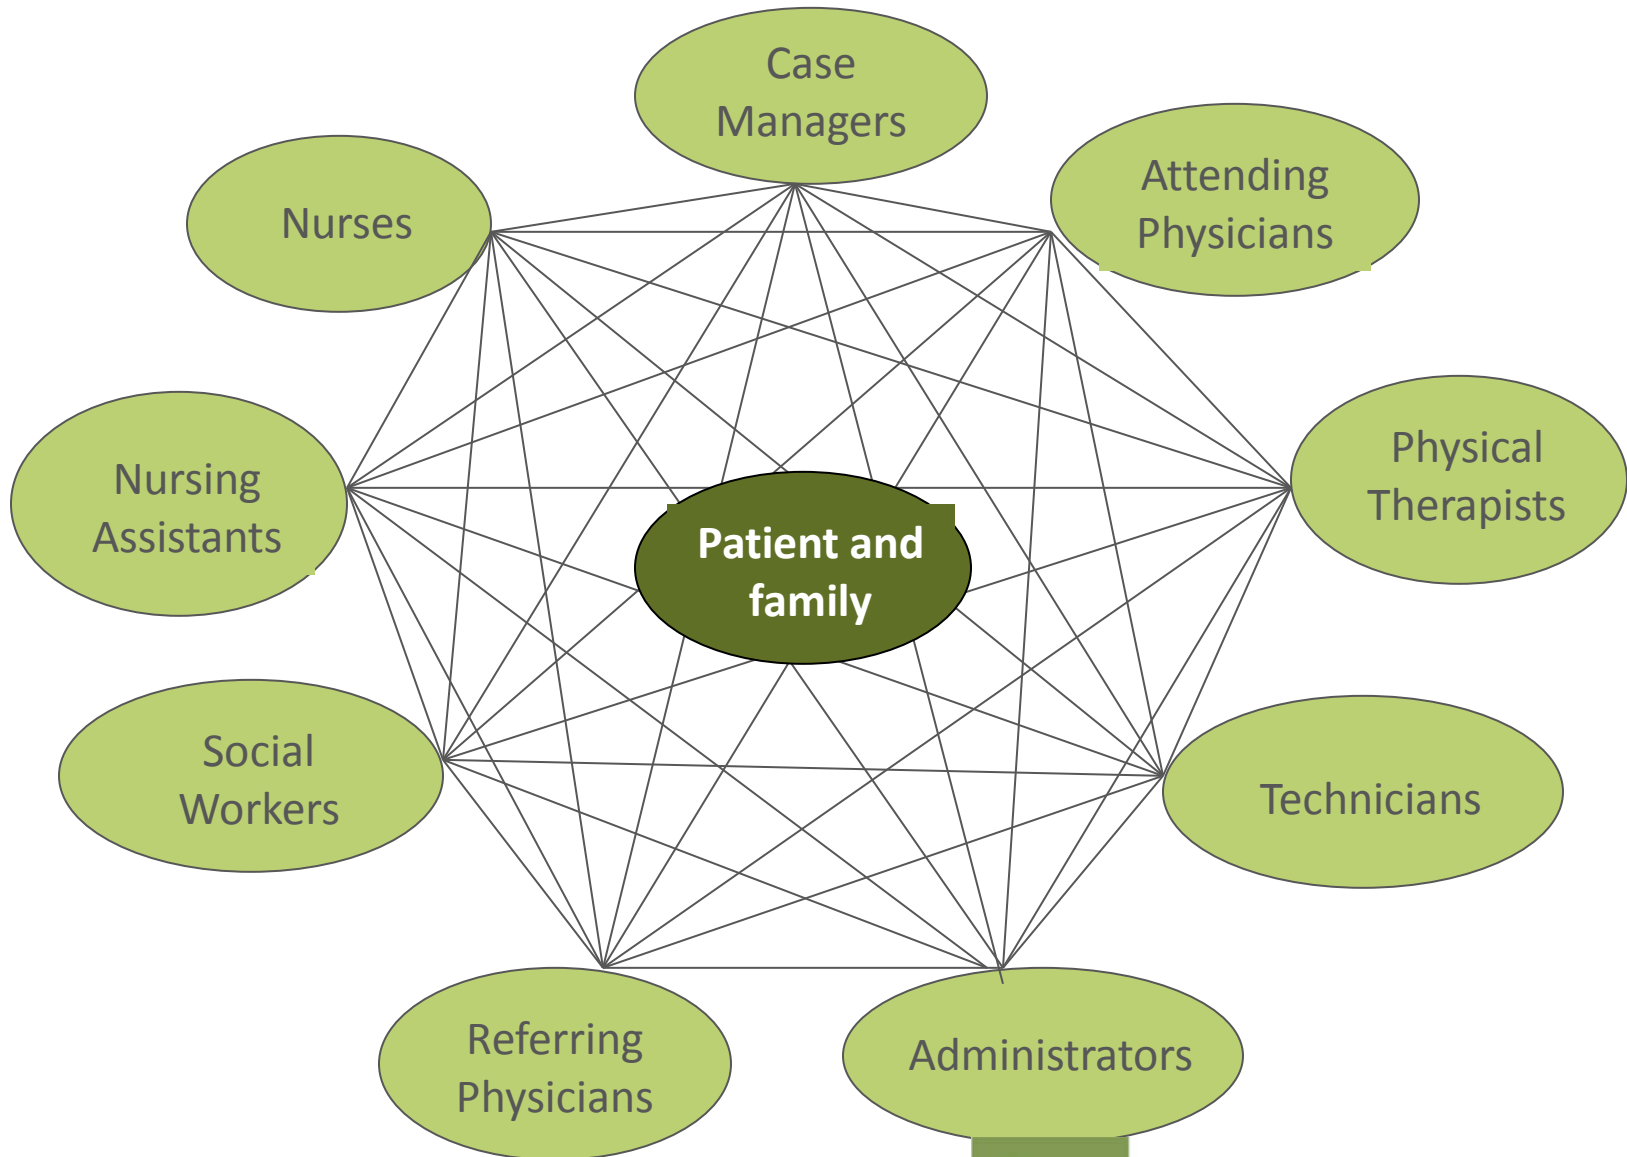 Case
Managers
Attending
Physicians
Nurses
Physical
Therapists
Nursing
Assistants
Patient and
family
Social
Workers
Technicians
Referring
Physicians
Administrators